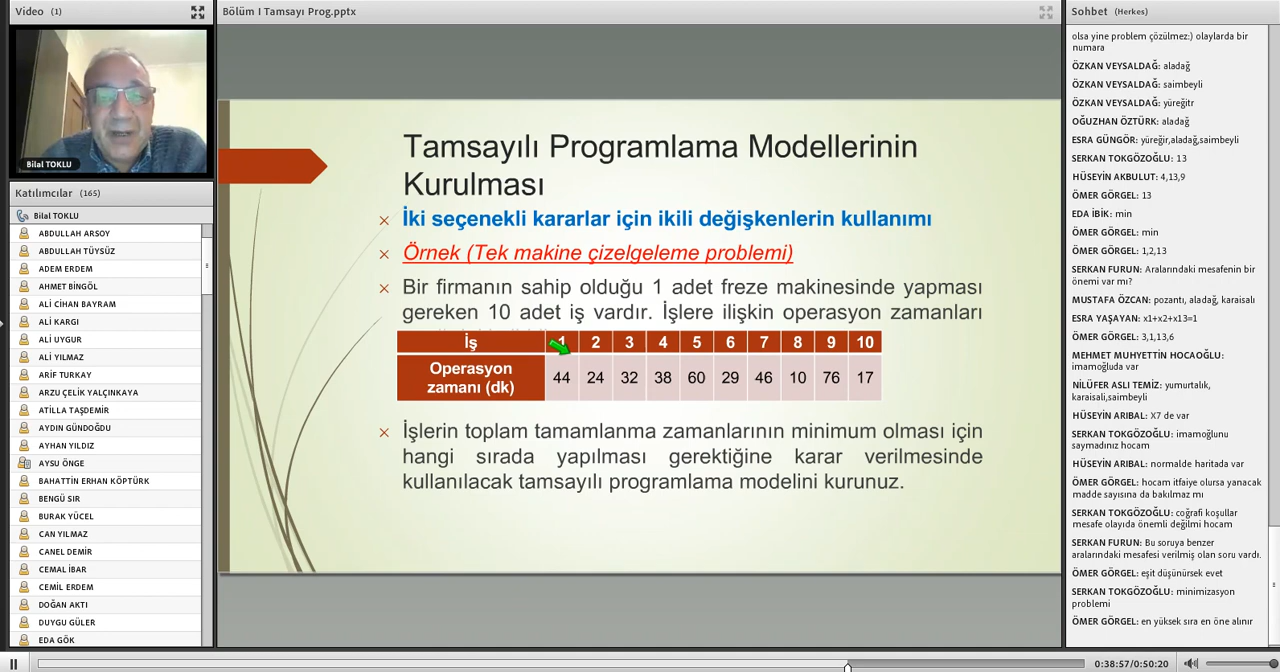 Video (1)
Bilal TOKLU
Katılımcılar (165)
Bilal TOKLU
ABDULLAH ARSOY
ABDULLAH TÜYSÜZ
ADEM ERDEM
AHMET BİNGÖL
ALİ CİHAN BAYRAM
ALİ KARGI
ALİ UYGUR
ALİ YILMAZ
ARİF TURKAY
ARZU ÇELİK YALÇINKAYA
ATİLLA TAŞDEMİR
AYDIN GÜNDOĞDU
AYHAN YILDIZ
AYSU ÖNGE
BAHATTİN ERHAN KÖPTÜRK
BENGÜ SIR
BURAK YÜCEL
CAN YILMAZ
CANEL DEMİR
CEMAL İBAR
CEMİL ERDEM
DOĞAN AKTI
DUYGU GÜLER
EDA GÖK
Bölüm I Tamsayı Prog.pptx
Tamsayılı Programlama Modellerinin
Kurulması
İki seçenekli kararlar için ikili değişkenlerin kullanımı
Örnek (Tek makine çizelgeleme problemi)
Bir firmanın sahip olduğu 1 adet freze makinesinde yapması
gereken 10 adet iş vardır. İşlere ilişkin operasyon zamanları
İş 1 2 3 4 5 6 7 8 9 10
Operasyon
zamanı (dk) 44 24 32 38 60 29 46 10 76 17
İşlerin toplam tamamlanma zamanlarının minimum olması için
hangi sırada yapılması gerektiğine karar verilmesinde
kullanılacak tamsayılı programlama modelini kurunuz.
Sohbet (Herkes)
olsa yine problem çözülmez:) olaylarda bir
numara
ÖZKAN VEYSALDAĞ: aladağ
ÖZKAN VEYSALDAĞ: saimbeyli
ÖZKAN VEYSALDAĞ: yüreğitr
OĞUZHAN ÖZTÜRK: aladağ
ESRA GÜNGÖR: yüreğir,aladağ,saimbeyli
SERKAN TOKGÖZOĞLU: 13
HÜSEYİN AKBULUT: 4,13,9
ÖMER GÖRGEL: 13
EDA İBİK: min
ÖMER GÖRGEL: min
ÖMER GÖRGEL: 1,2,13
SERKAN FURUN: Aralarındaki mesafenin bir
önemi var mı?
MUSTAFA ÖZCAN: pozantı, aladağ, karaisalı
ESRA YAŞAYAN: x1+x2+x13=1
ÖMER GÖRGEL: 3,1,13,6
MEHMET MUHYETTİN HOCAOĞLU:
imamoğluda var
NİLÜFER ASLI TEMİZ: yumurtalık,
karaisali,saimbeyli
HÜSEYİN ARIBAL: X7 de var
SERKAN TOKGÖZOĞLU: imamoğlunu
saymadınız hocam
HÜSEYİN ARIBAL: normalde haritada var
ÖMER GÖRGEL: hocam itfaiye olursa yanacak
madde sayısına da bakılmaz mı
SERKAN TOKGÖZOĞLU: coğrafi koşullar
mesafe olayıda önemli değilmi hocam
SERKAN FURUN: Bu soruya benzer
aralarındaki mesafesi verilmiş olan soru vardı.
ÖMER GÖRGEL: eşit düşünürsek evet
SERKAN TOKGÖZOĞLU: minimizasyon
problemi
ÖMER GÖRGEL: en yüksek sıra en öne alınır
0:38:57/0:50:20